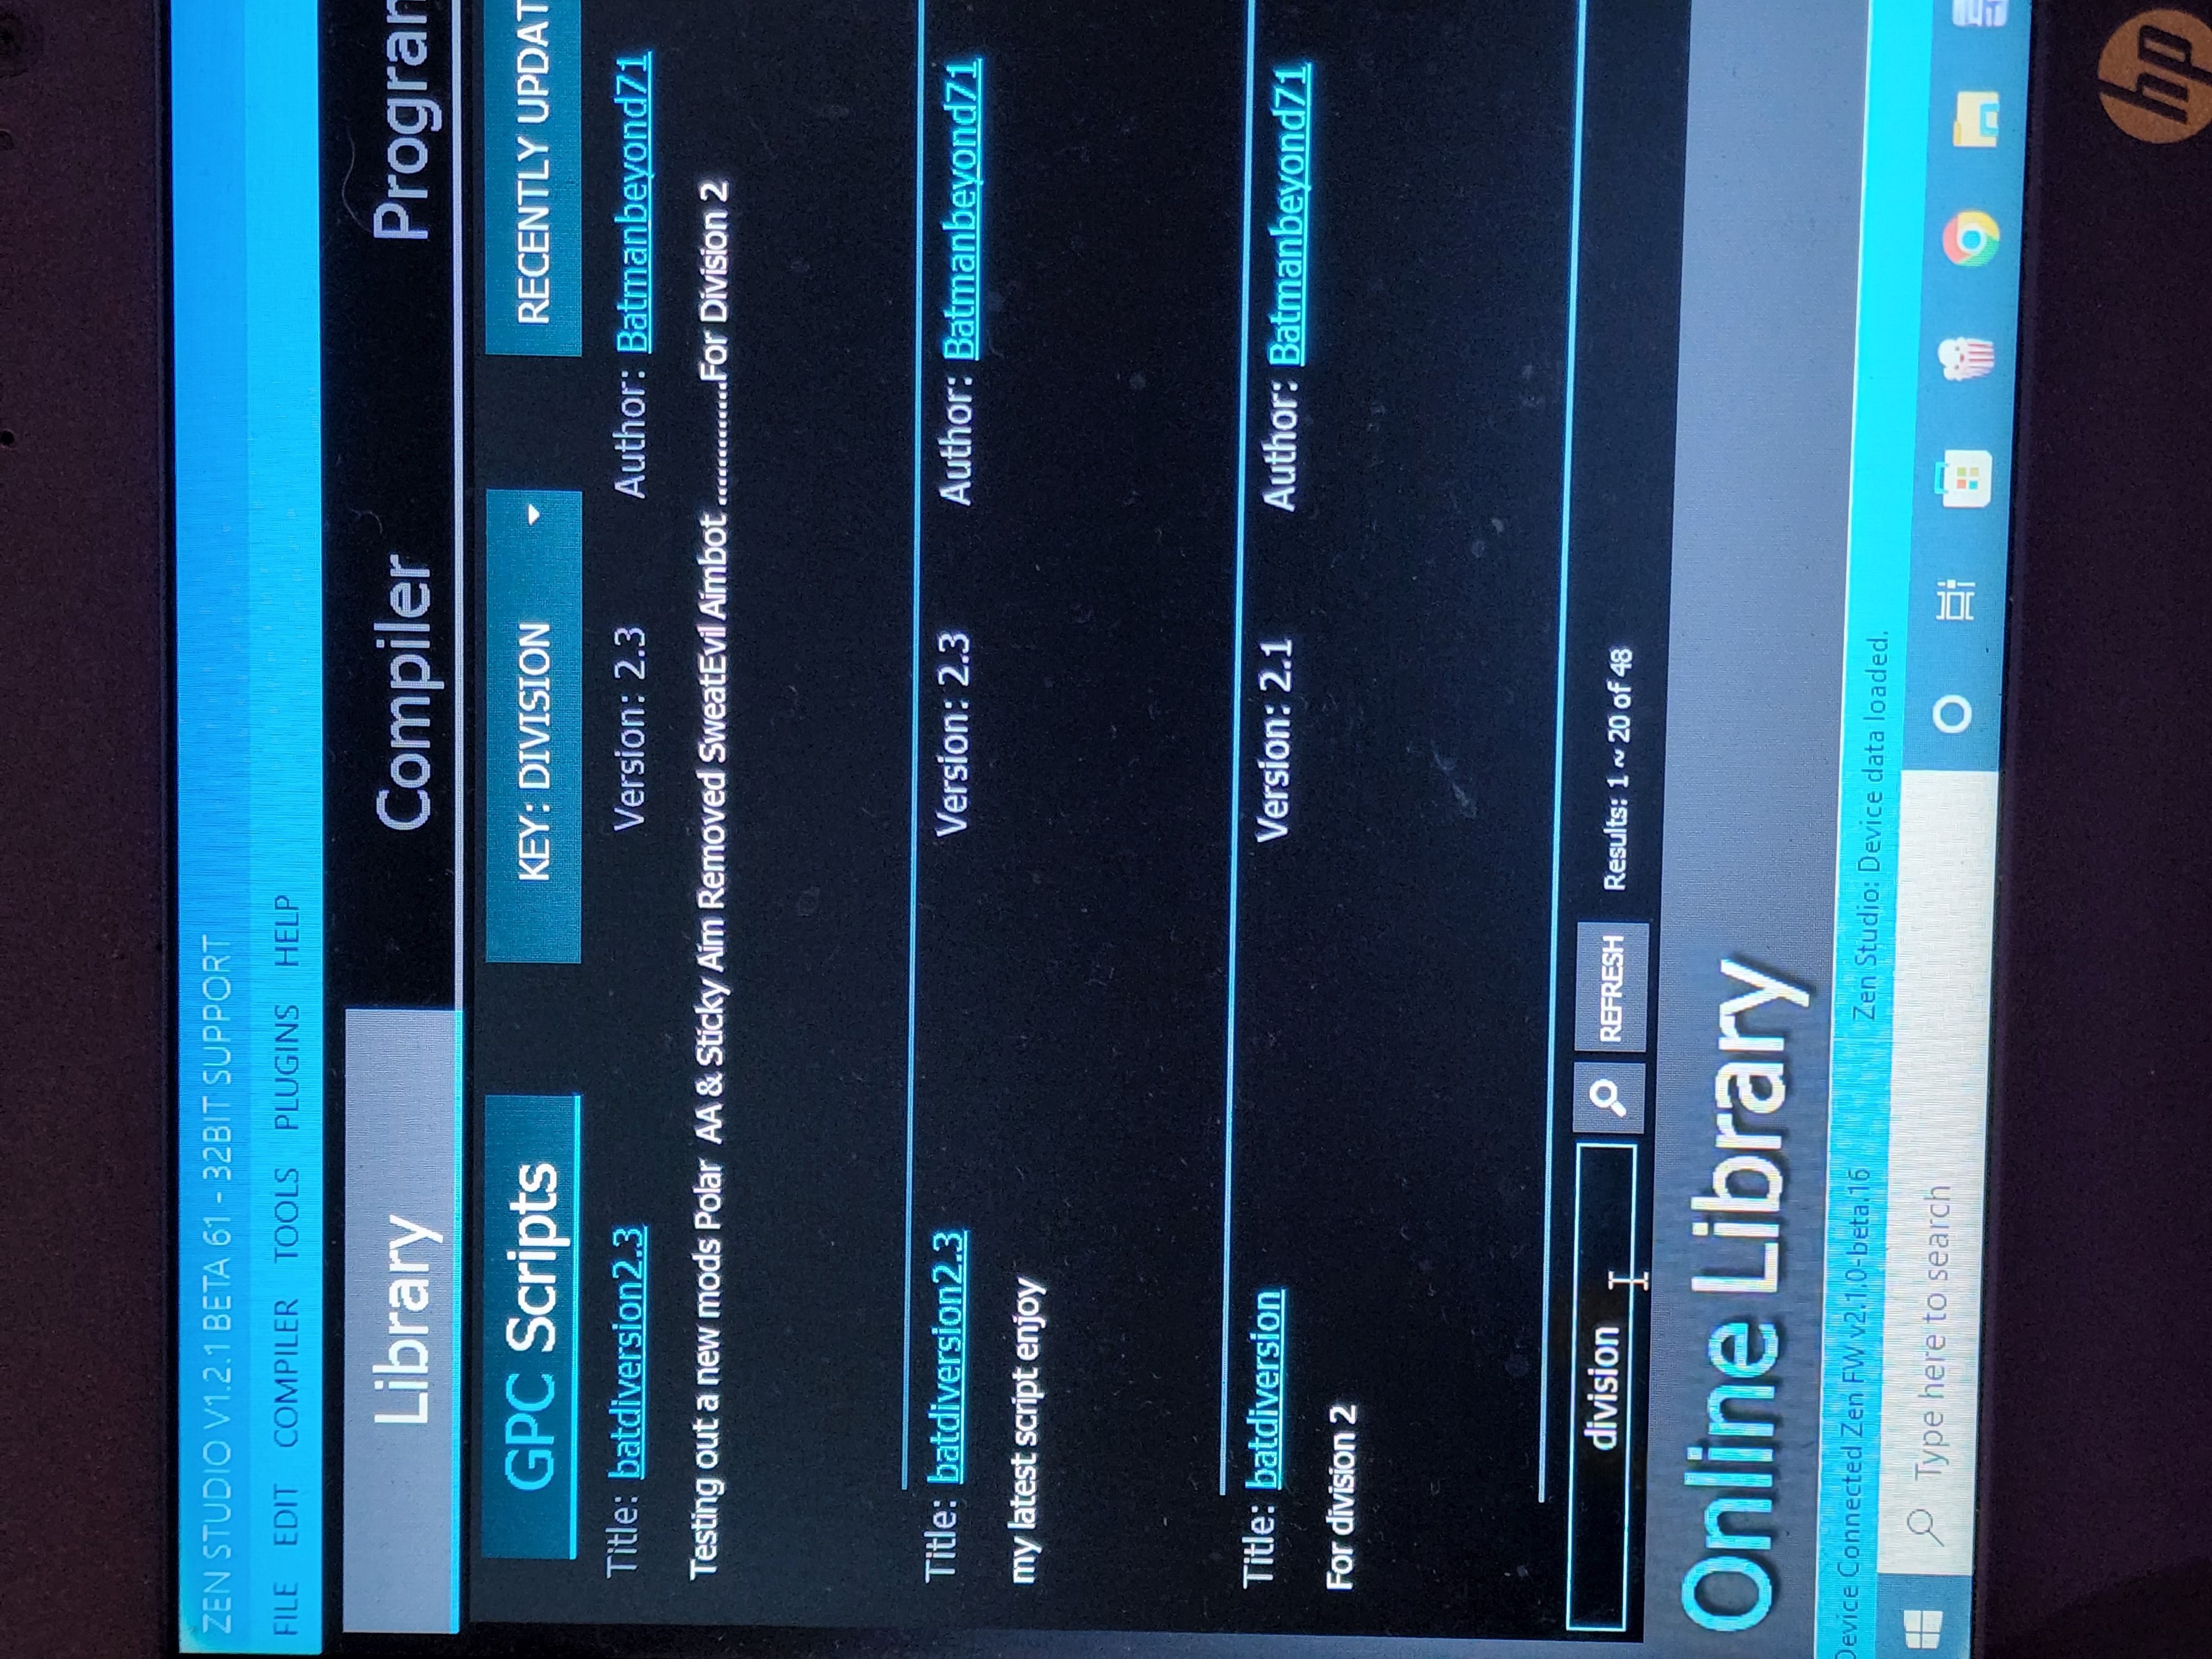 ZEN STUDIO V1.2.1 BETA 61 - 32BIT SUPPORT
FILE EDIT COMPILER TOOLS PLUGINS HELP
Library Compiler Progra
GPC Scripts KEY: DIVISION RECENTLY UPDAT
Title: batdiversion2.3 Version: 2.3 Author: Batmanbeyond71
Testing out a new mods Polar AA & Sticky Aim Removed SweatEvil Aimbot .............For Division 2
Title: batdiversion2.3 Version: 2.3 Author: Batmanbeyond71
my latest script enjoy
Title: batdiversion Version: 2.1 Author: Batmanbeyond71
For division 2
division REFRESH Results: 1 ~ 20 of 48
Online Library
Device Connected Zen FW v2.1.0-beta.16 Zen Studio: Device data loaded.
Type here to search
hp